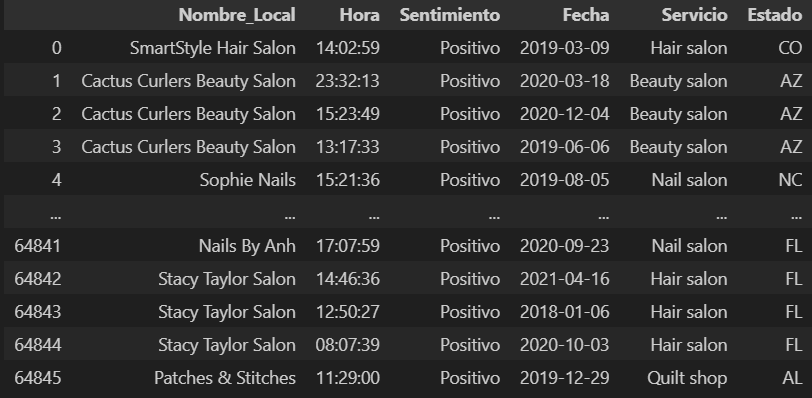 Nombre_Local Hora Sentimiento Fecha Servicio Estado
0 SmartStyle Hair Salon 14:02:59 Positivo 2019-03-09 Hair salon CO
1 Cactus Curlers Beauty Salon 23:32:13 Positivo 2020-03-18 Beauty salon AZ
2 Cactus Curlers Beauty Salon 15:23:49 Positivo 2020-12-04 Beauty salon AZ
3 Cactus Curlers Beauty Salon 13:17:33 Positivo 2019-06-06 Beauty salon AZ
4 Sophie Nails 15:21:36 Positivo 2019-08-05 Nail salon NC
... ... ... ... ... ... ...
64841 Nails By Anh 17:07:59 Positivo 2020-09-23 Nail salon FL
64842 Stacy Taylor Salon 14:46:36 Positivo 2021-04-16 Hair salon FL
64843 Stacy Taylor Salon 12:50:27 Positivo 2018-01-06 Hair salon FL
64844 Stacy Taylor Salon 08:07:39 Positivo 2020-10-03 Hair salon FL
64845 Patches & Stitches 11:29:00 Positivo 2019-12-29 Quilt shop AL